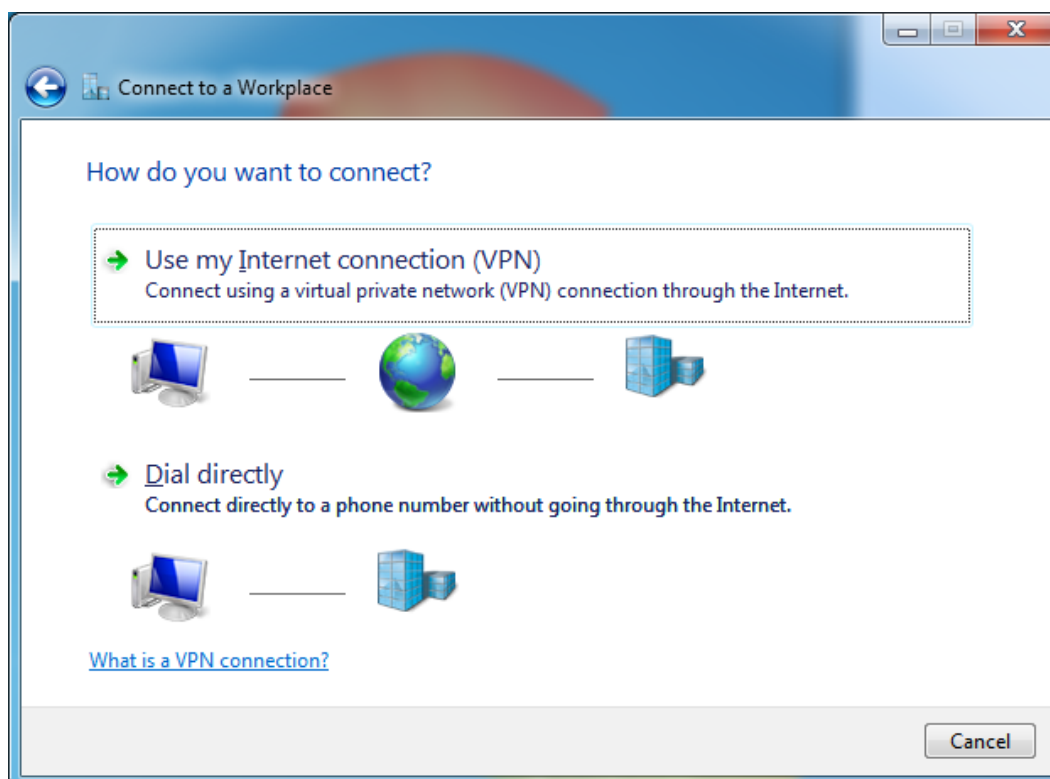 Connect to a Workplace
How do you want to connect?
Use my Internet connection (VPN)
Connect using a virtual private network (VPN) connection through the Internet.
Dial directly
Connect directly to a phone number without going through the Internet.
What is a VPN connection?
Cancel